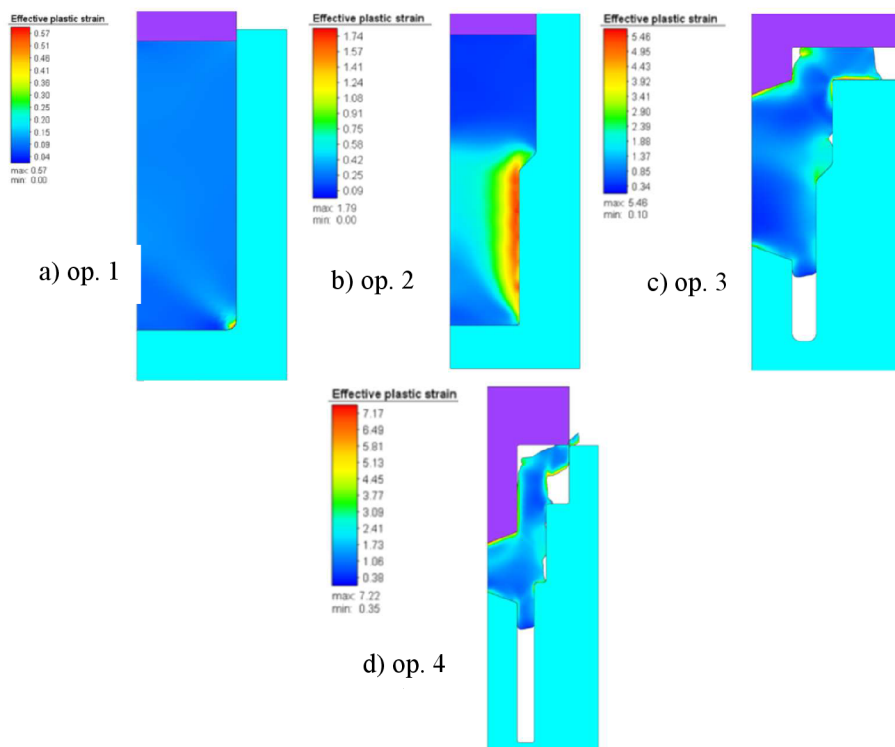 Effective plastic strain
0.57
0.51
0.46
0.41
0.36
0.30
0.25
0.20
0.15
0.09
0.04
max: 0.57
min: 0.00
a) op. 1
Effective plastic strain
1.74
1.57
1.41
1.24
1.08
0.91
0.75
0.58
0.42
0.25
0.09
max: 1.79
min: 0.00
b) op. 2
Effective plastic strain
5.46
4.95
4.43
3.92
3.41
2.90
2.39
1.88
1.37
0.85
0.34
max: 5.46
min: 0.10
c) op. 3
Effective plastic strain
7.17
6.49
5.81
5.13
4.45
3.77
3.09
2.41
1.73
1.06
0.38
max: 7.22
min: 0.35
d) op. 4